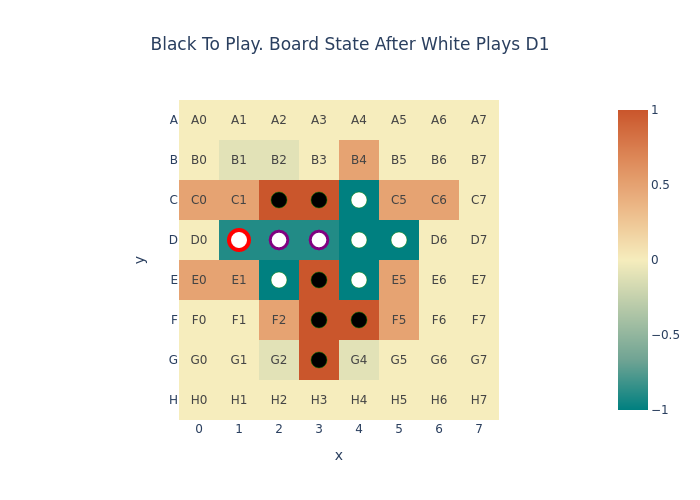 Black To Play. Board State After White Plays D1
A A0 A1 A2 A3 A4 A5 A6 A7
B B0 B1 B2 B3 B4 B5 B6 B7
C C0 C1 C5 C6 C7
D D0 D6 D7
E E0 E1 E5 E6 E7
F F0 F1 F2 F5 F6 F7
G G0 G1 G2 G4 G5 G6 G7
H H0 H1 H2 H3 H4 H5 H6 H7
0 1 2 3 4 5 6 7
x
y
1
0.5
0
−0.5
−1